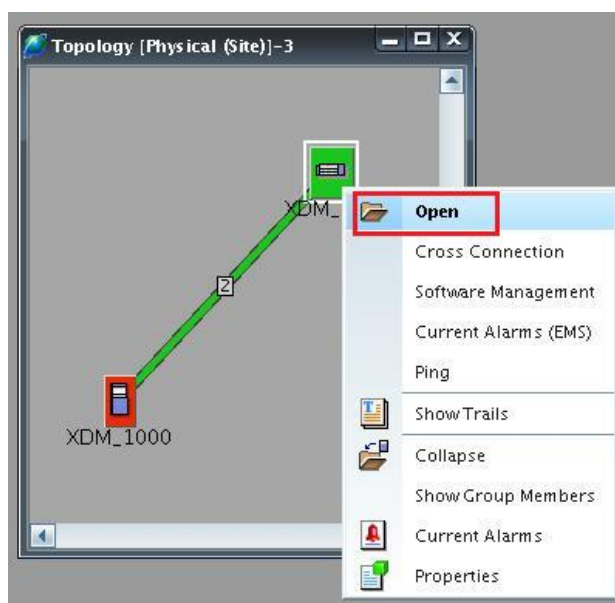 Topology [Physical (Site)]-3
XDM_
2
XDM_1000
Open
Cross Connection
Software Management
Current Alarms (EMS)
Ping
Show Trails
Collapse
Show Group Members
Current Alarms
Properties